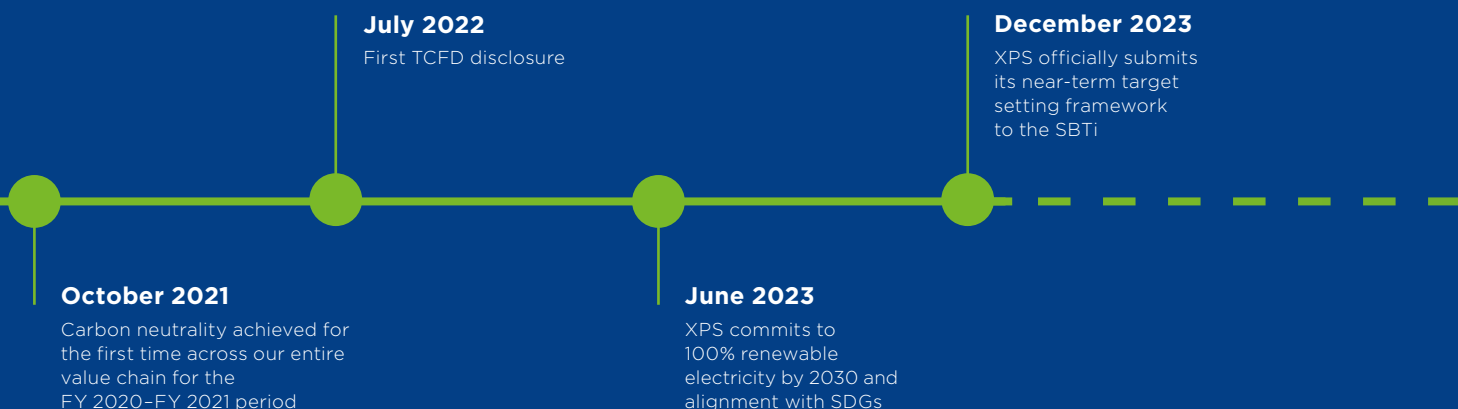 July 2022
First TCFD disclosure
December 2023
XPS officially submits
its near-term target
setting framework
to the SBTi
October 2021
Carbon neutrality achieved for
the first time across our entire
value chain for the
FY 2020–FY 2021 period
June 2023
XPS commits to
100% renewable
electricity by 2030 and
alignment with SDGs